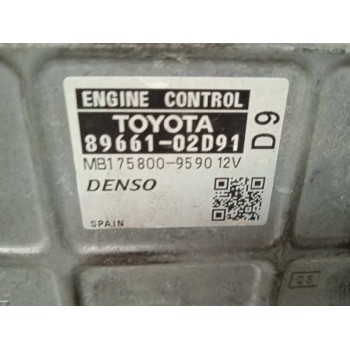 ENGINE CONTROL
TOYOTA
89661-02D91
D9
MB175800-9590 12V
DENSO
SPAIN